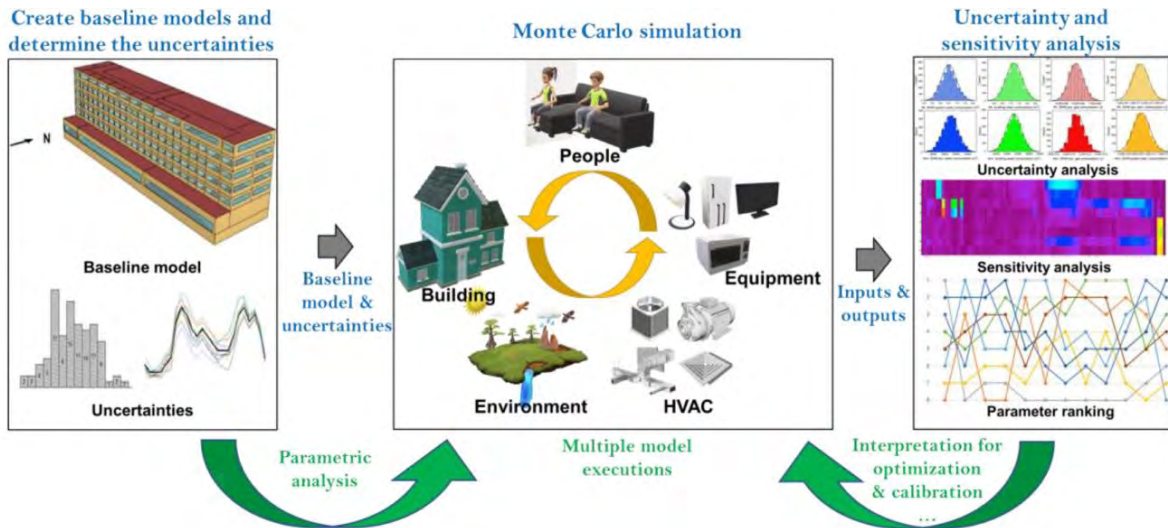 Create baseline models and
determine the uncertainties
N
Baseline model
Uncertainties
Baseline
model &
uncertainties
Monte Carlo simulation
People
Building
Equipment
Environment
HVAC
Inputs &
outputs
Uncertainty and
sensitivity analysis
Uncertainty analysis
Sensitivity analysis
Parameter ranking
Parametric
analysis
Multiple model
executions
Interpretation for
optimization
& calibration
...